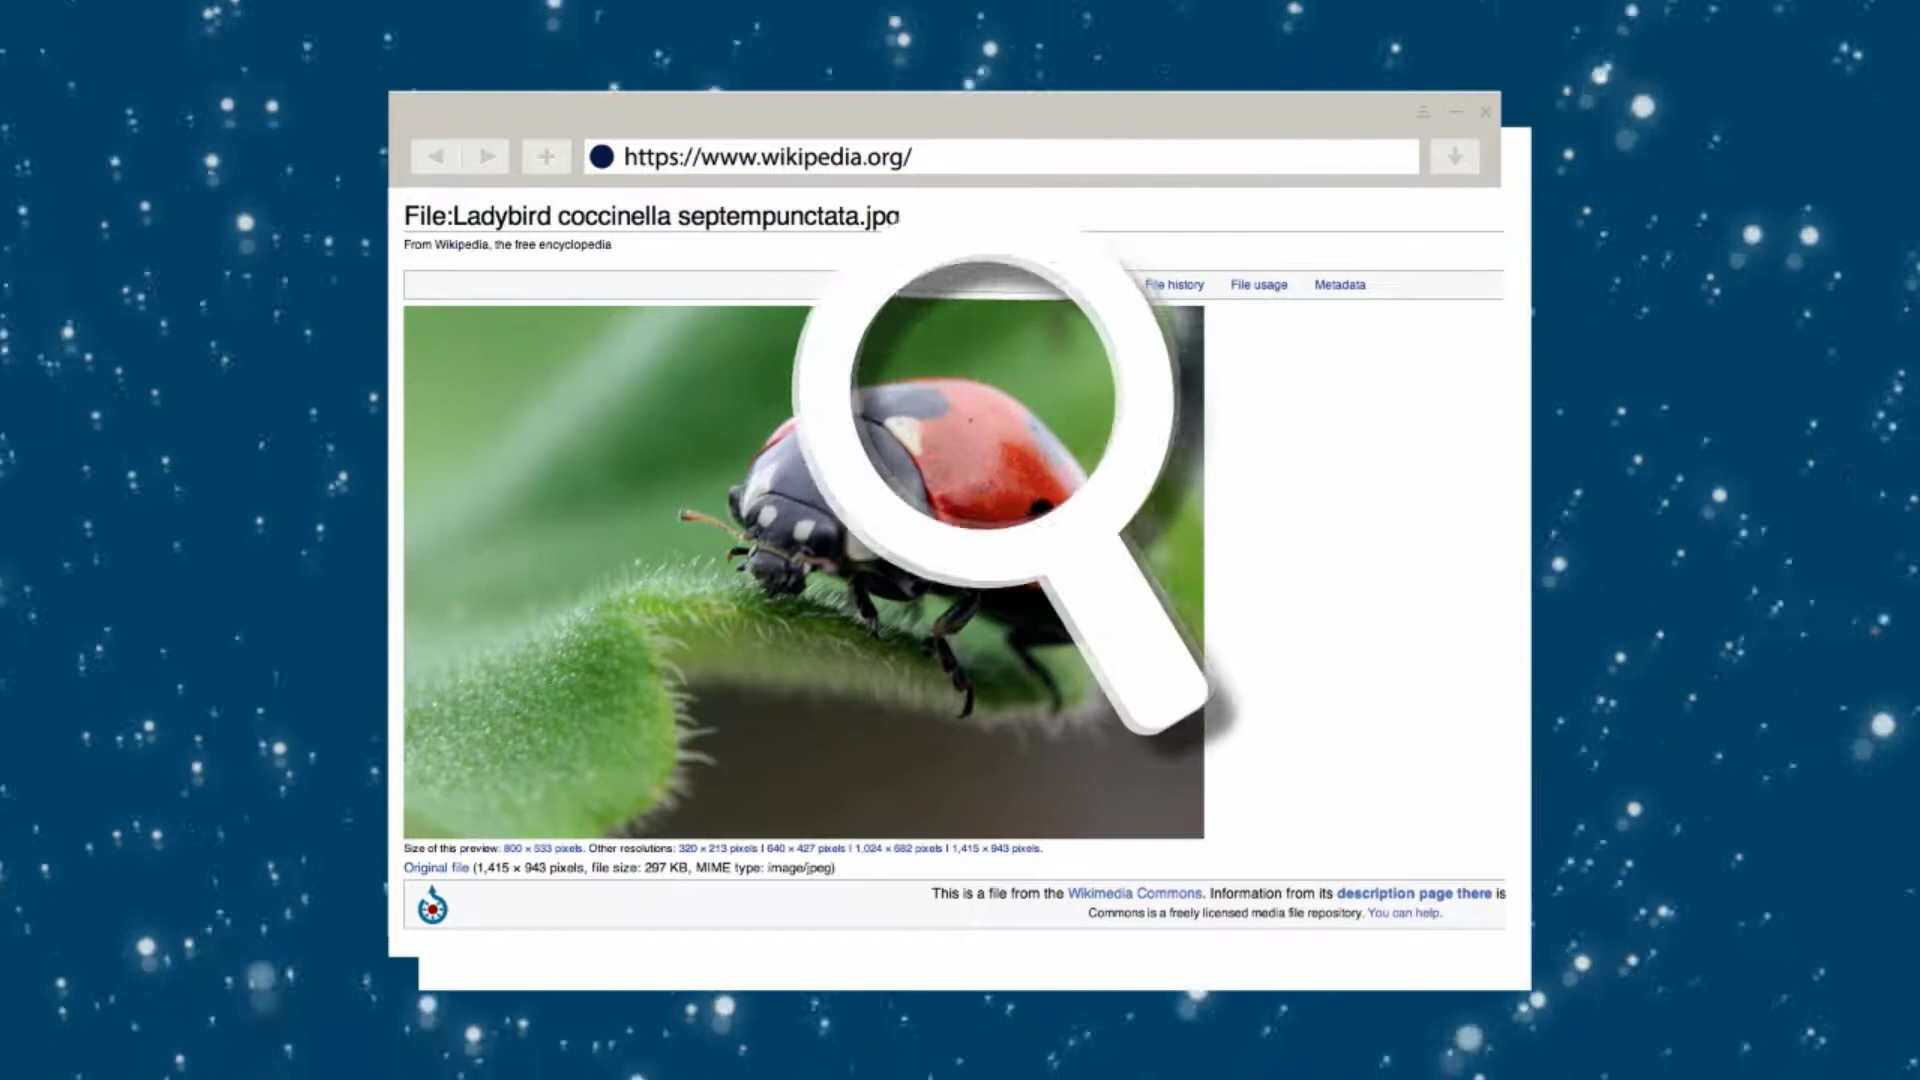 https://www.wikipedia.org/
File:Ladybird coccinella septempunctata.jpg
From Wikipedia, the free encyclopedia
File history File usage Metadata
Size of this preview: 800 × 533 pixels. Other resolutions: 320 × 213 pixels | 640 × 427 pixels | 1,024 × 682 pixels | 1,415 × 943 pixels.
Original file (1,415 × 943 pixels, file size: 297 KB, MIME type: image/jpeg)
This is a file from the Wikimedia Commons. Information from its description page there is
Commons is a freely licensed media file repository. You can help.